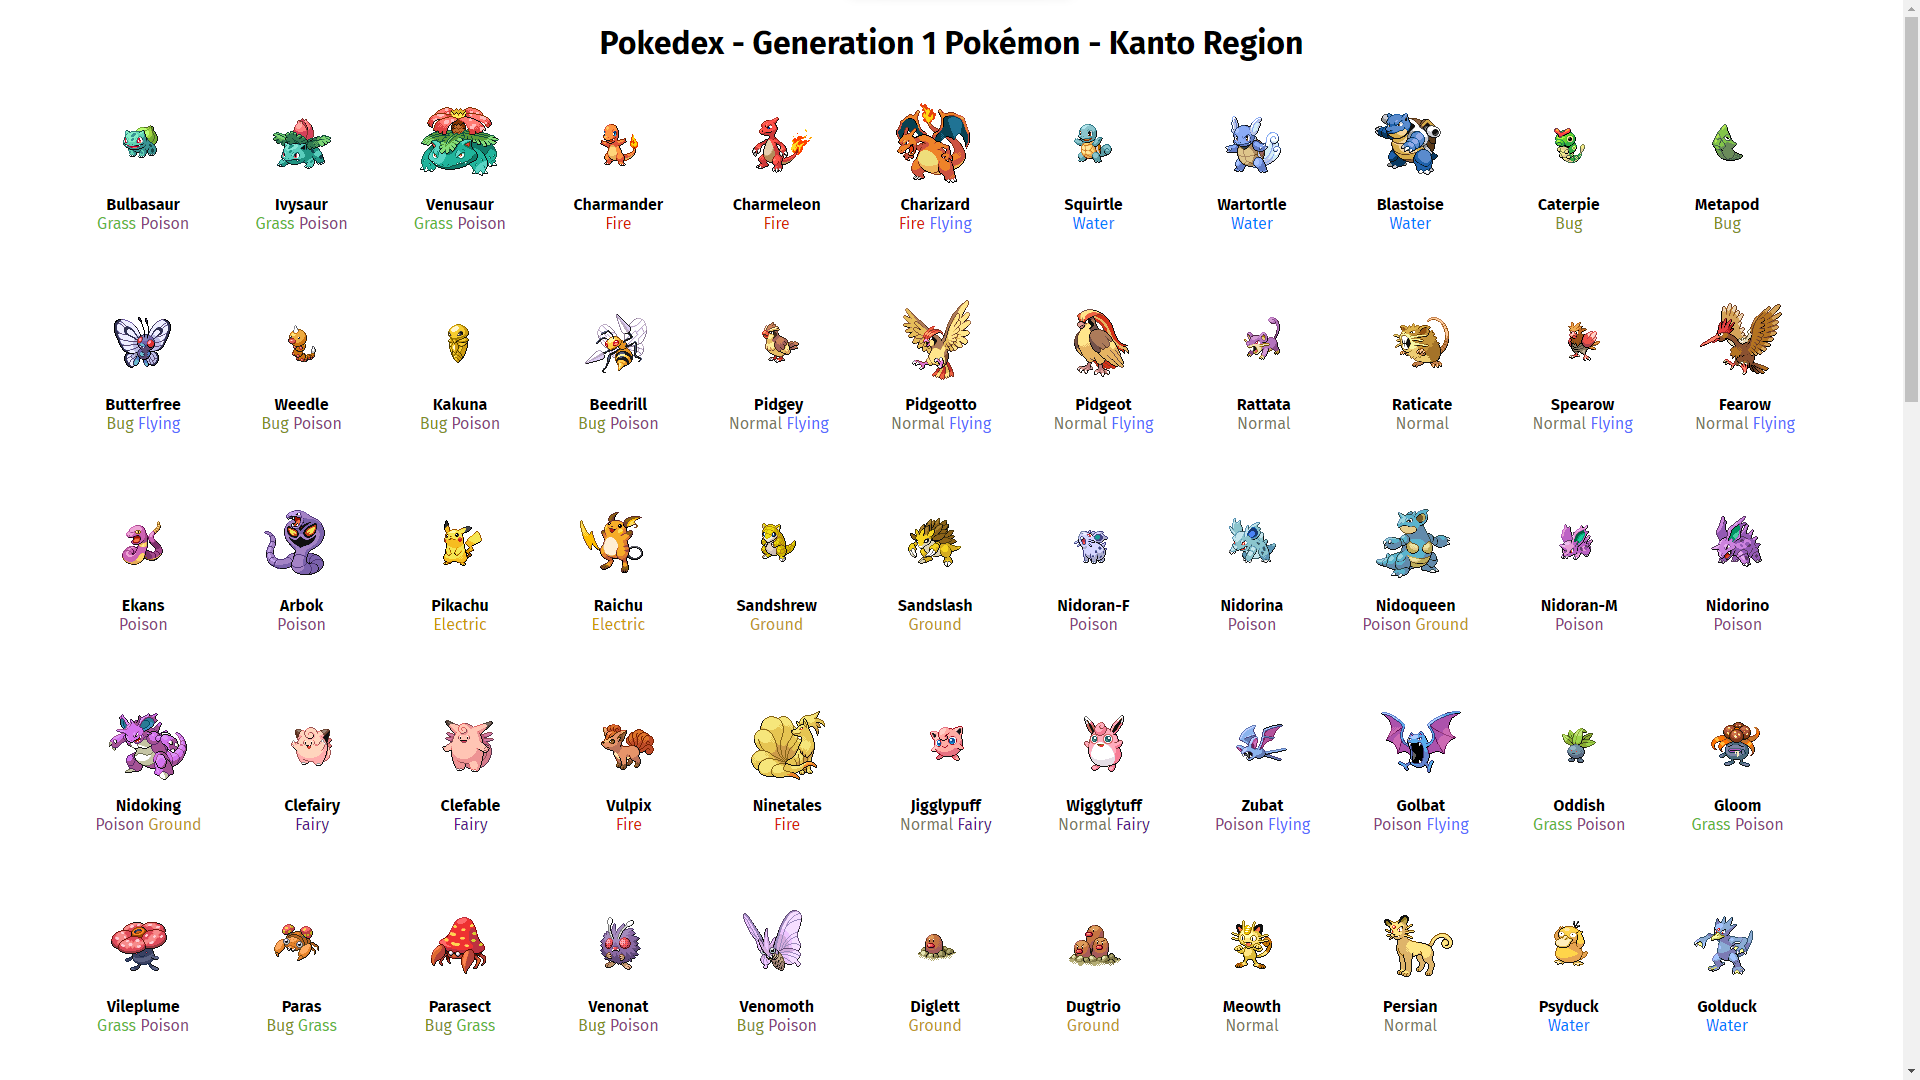 Pokedex - Generation 1 Pokémon - Kanto Region
Bulbasaur Ivysaur Venusaur Charmander Charmeleon Charizard Squirtle Wartortle Blastoise Caterpie Metapod
Grass Poison Grass Poison Grass Poison Fire Fire Fire Flying Water Water Water Bug Bug
Butterfree Weedle Kakuna Beedrill Pidgey Pidgeotto Pidgeot Rattata Raticate Spearow Fearow
Bug Flying Bug Poison Bug Poison Bug Poison Normal Flying Normal Flying Normal Flying Normal Normal Normal Flying Normal Flying
Ekans Arbok Pikachu Raichu Sandshrew Sandslash Nidoran-F Nidorina Nidoqueen Nidoran-M Nidorino
Poison Poison Electric Electric Ground Ground Poison Poison Poison Ground Poison Poison
Nidoking Clefairy Clefable Vulpix Ninetales Jigglypuff Wigglytuff Zubat Golbat Oddish Gloom
Poison Ground Fairy Fairy Fire Fire Normal Fairy Normal Fairy Poison Flying Poison Flying Grass Poison Grass Poison
Vileplume Paras Parasect Venonat Venomoth Diglett Dugtrio Meowth Persian Psyduck Golduck
Grass Poison Bug Grass Bug Grass Bug Poison Bug Poison Ground Ground Normal Normal Water Water